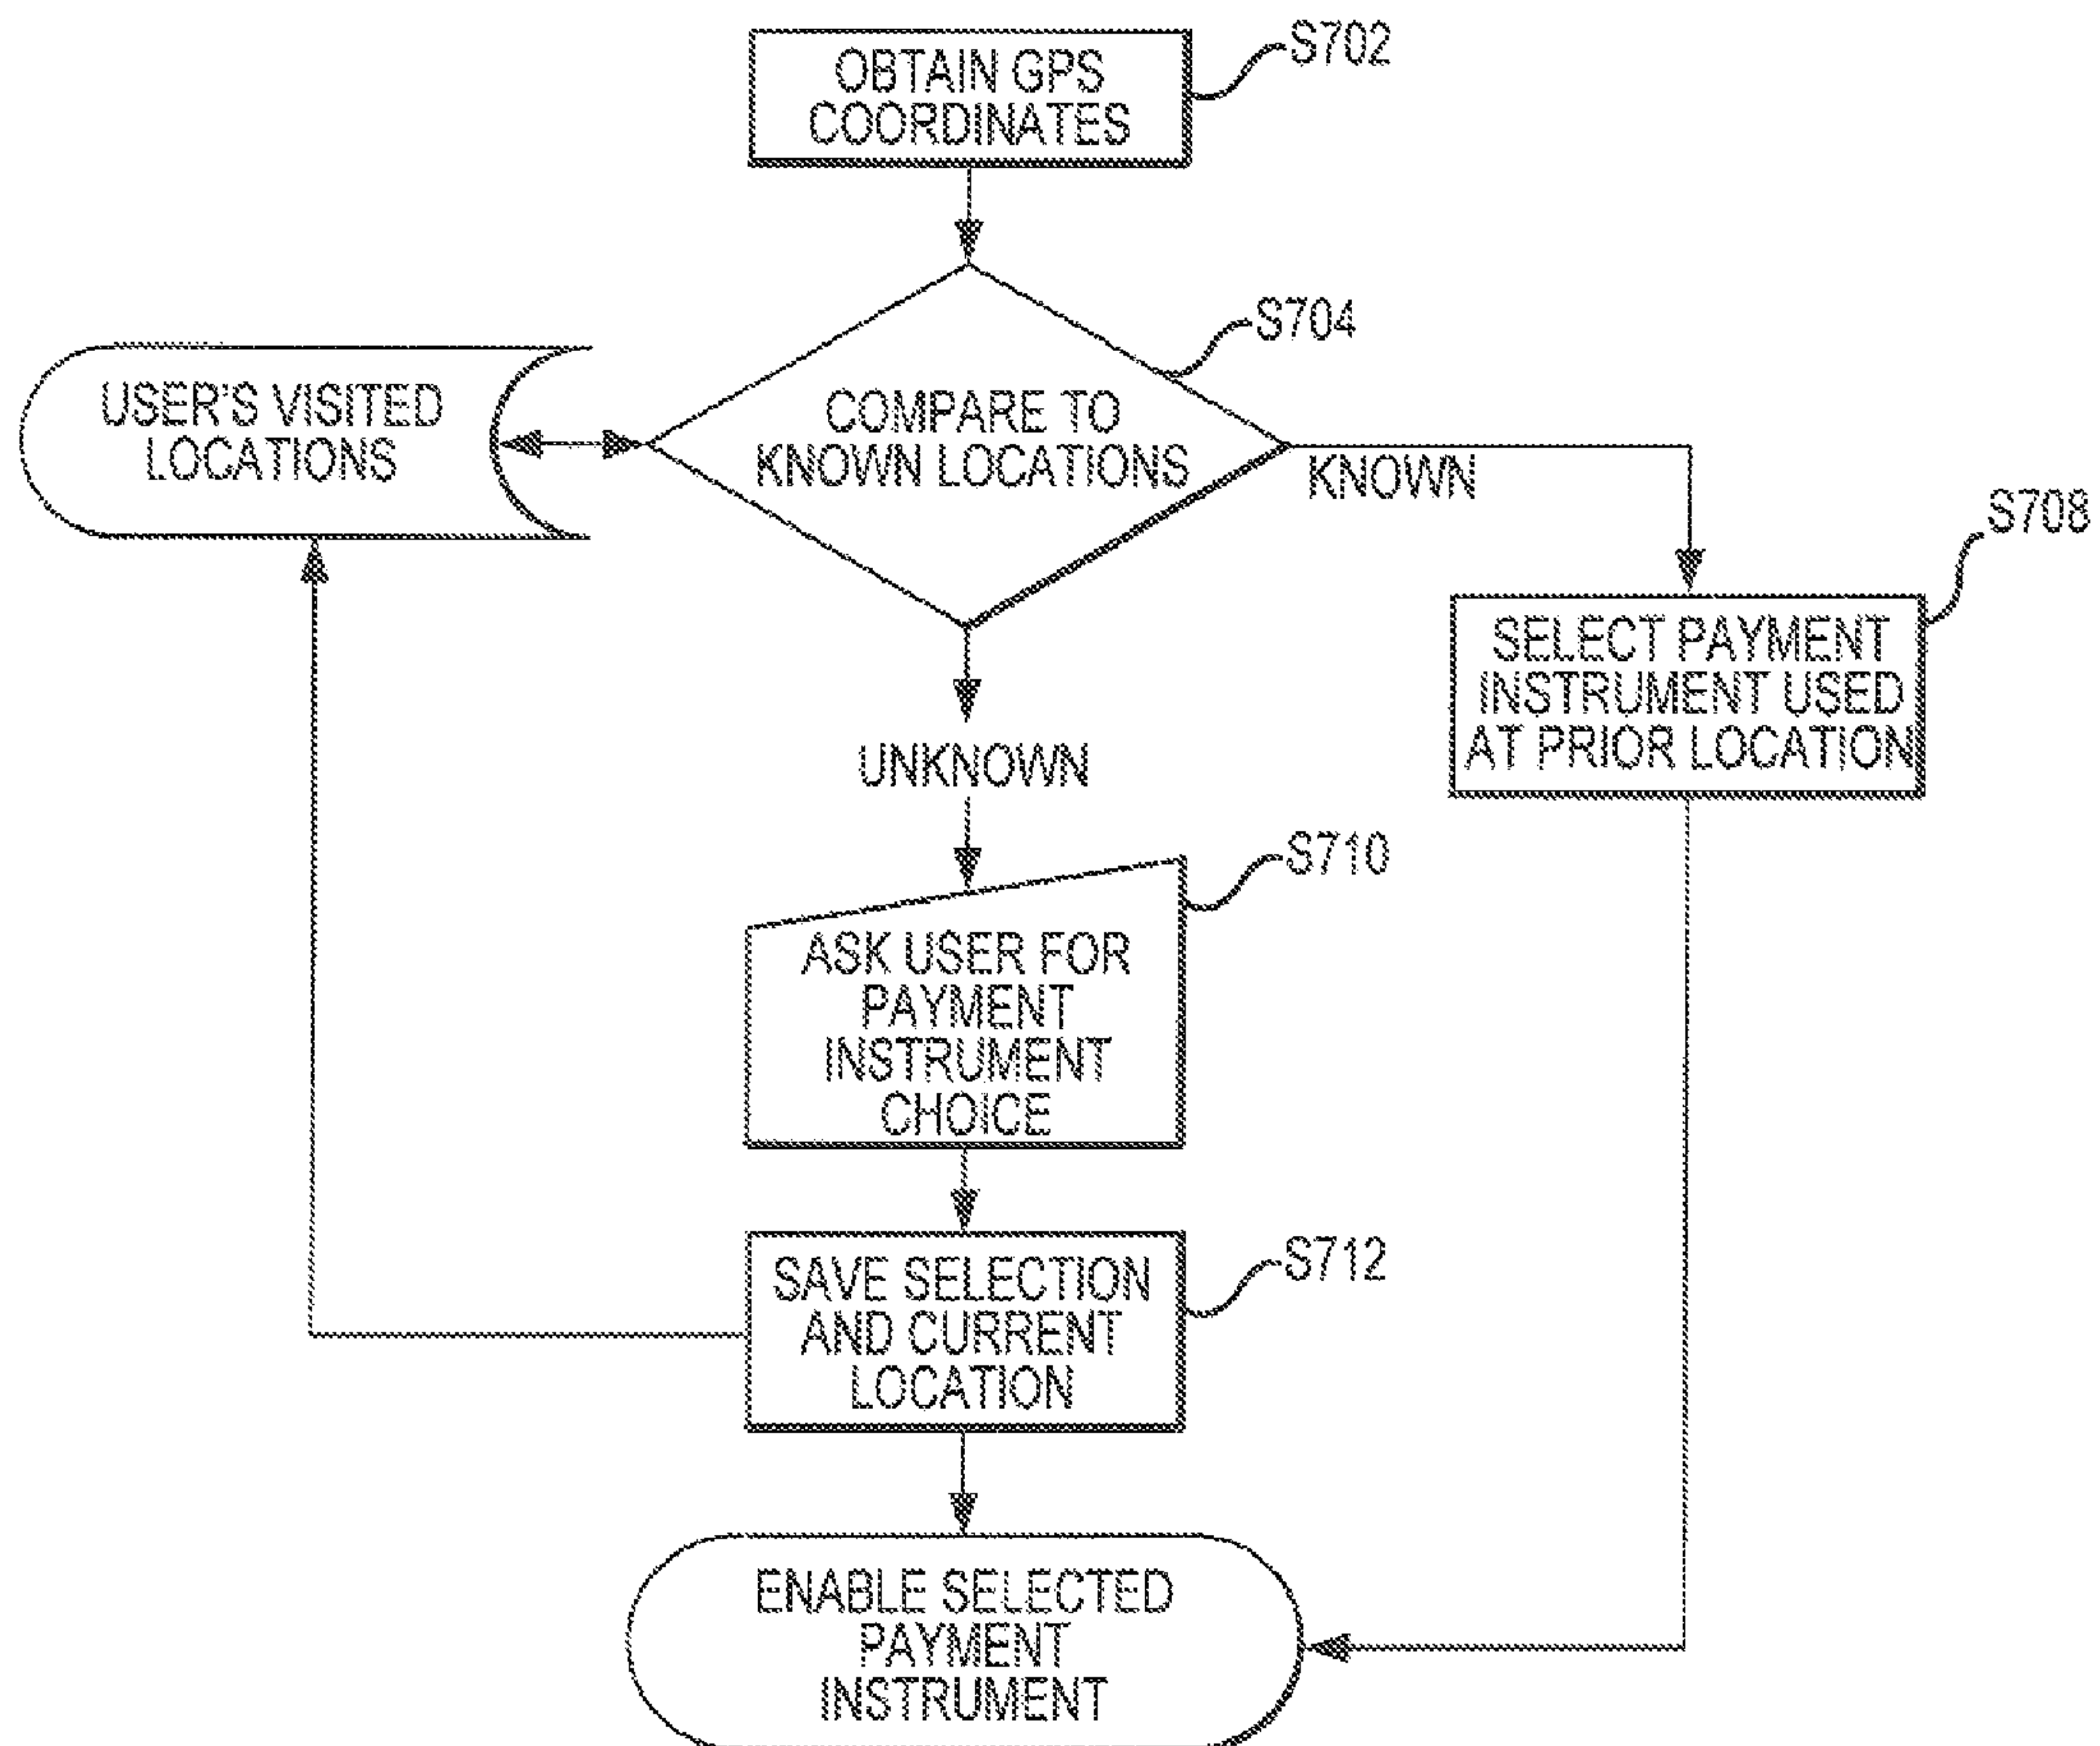 OBTAIN GPS
COORDINATES
S702
S704
USER'S VISITED
LOCATIONS
COMPARE TO
KNOWN LOCATIONS
KNOWN
S708
SELECT PAYMENT
INSTRUMENT USED
AT PRIOR LOCATION
UNKNOWN
S710
ASK USER FOR
PAYMENT
INSTRUMENT
CHOICE
S712
SAVE SELECTION
AND CURRENT
LOCATION
ENABLE SELECTED
PAYMENT
INSTRUMENT